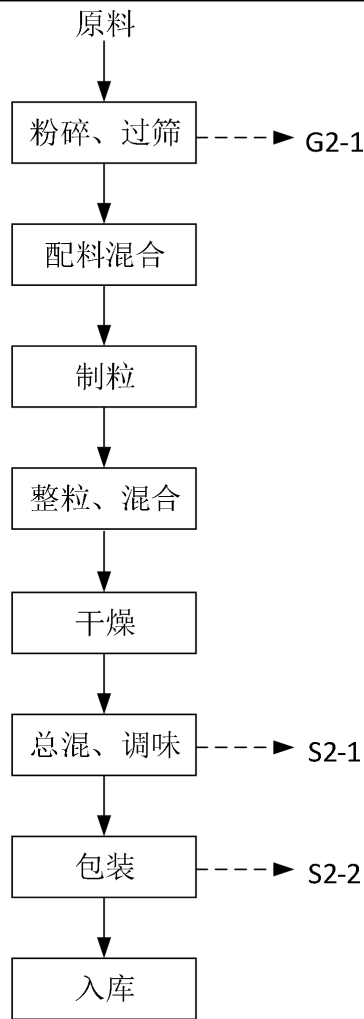 原料
粉碎、过筛
G2-1
配料混合
制粒
整粒、混合
干燥
总混、调味
S2-1
包装
S2-2
入库